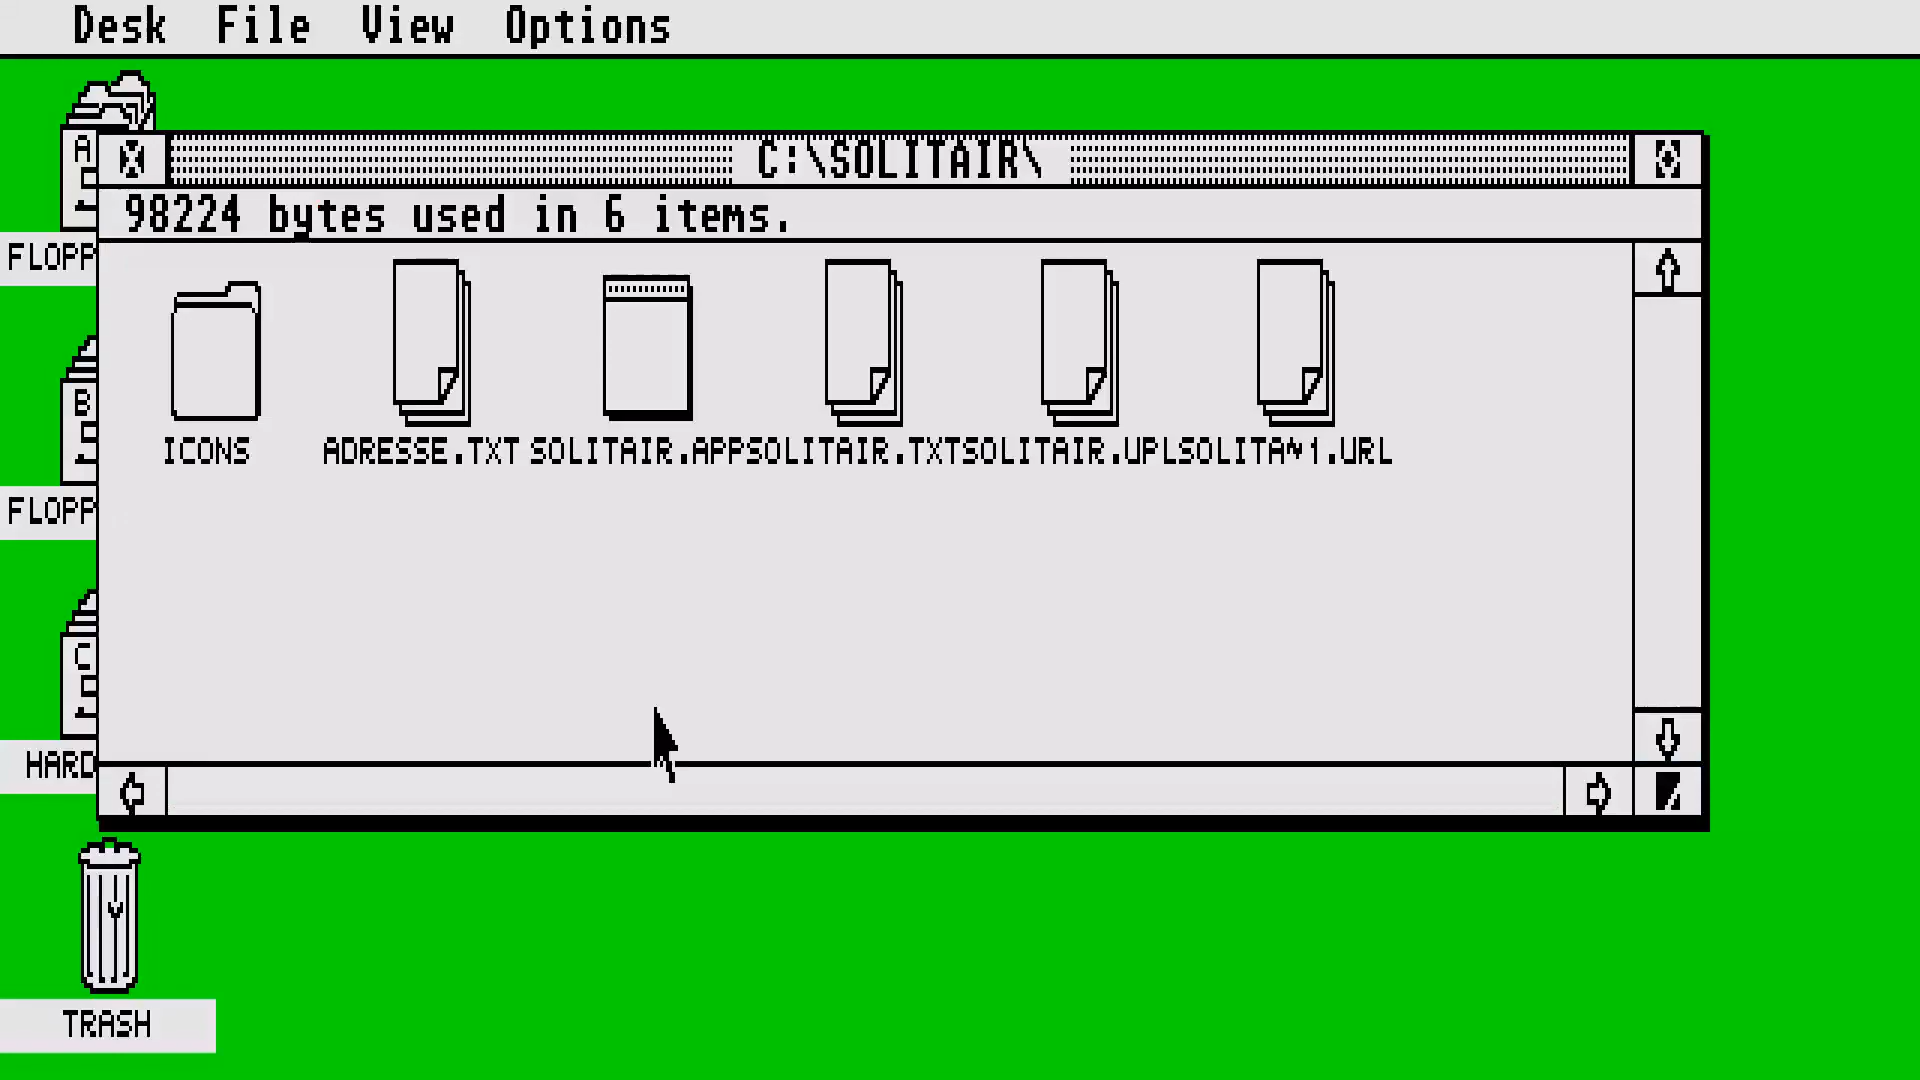 Desk File View Options
A
C:\SOLITAIR\
98224 bytes used in 6 items.
FLOPP
ICONS ADRESSE.TXT SOLITAIR.APP SOLITAIR.TXT SOLITAIR.UPL SOLITA~1.URL
B
FLOPP
C
HARD
TRASH